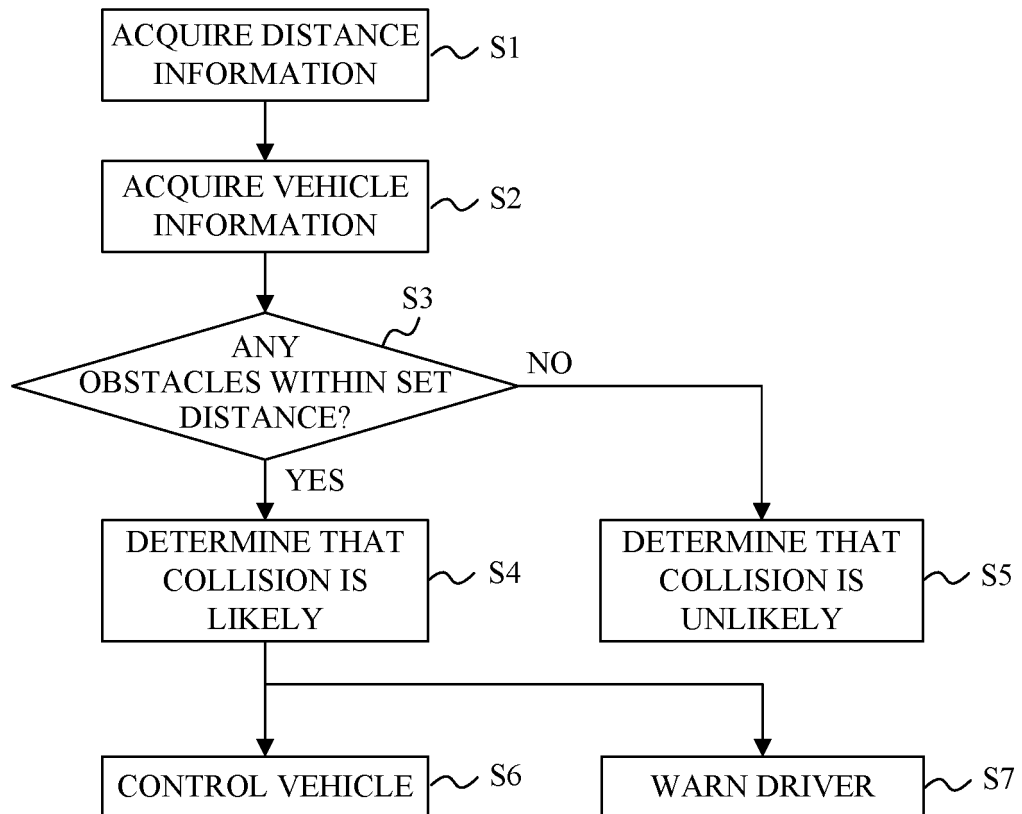 ACQUIRE DISTANCE
INFORMATION
S1
ACQUIRE VEHICLE
INFORMATION
S2
S3
ANY
OBSTACLES WITHIN SET
DISTANCE?
NO
YES
DETERMINE THAT
COLLISION IS
LIKELY
S4
DETERMINE THAT
COLLISION IS
UNLIKELY
S5
CONTROL VEHICLE
S6
WARN DRIVER
S7